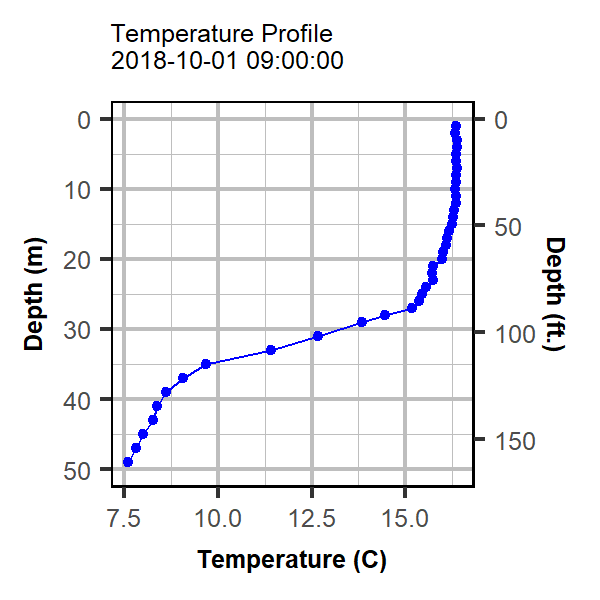 Temperature Profile
2018-10-01 09:00:00
0
10
20
30
40
50
Depth (m)
0
50
100
150
Depth (ft.)
7.5 10.0 12.5 15.0
Temperature (C)